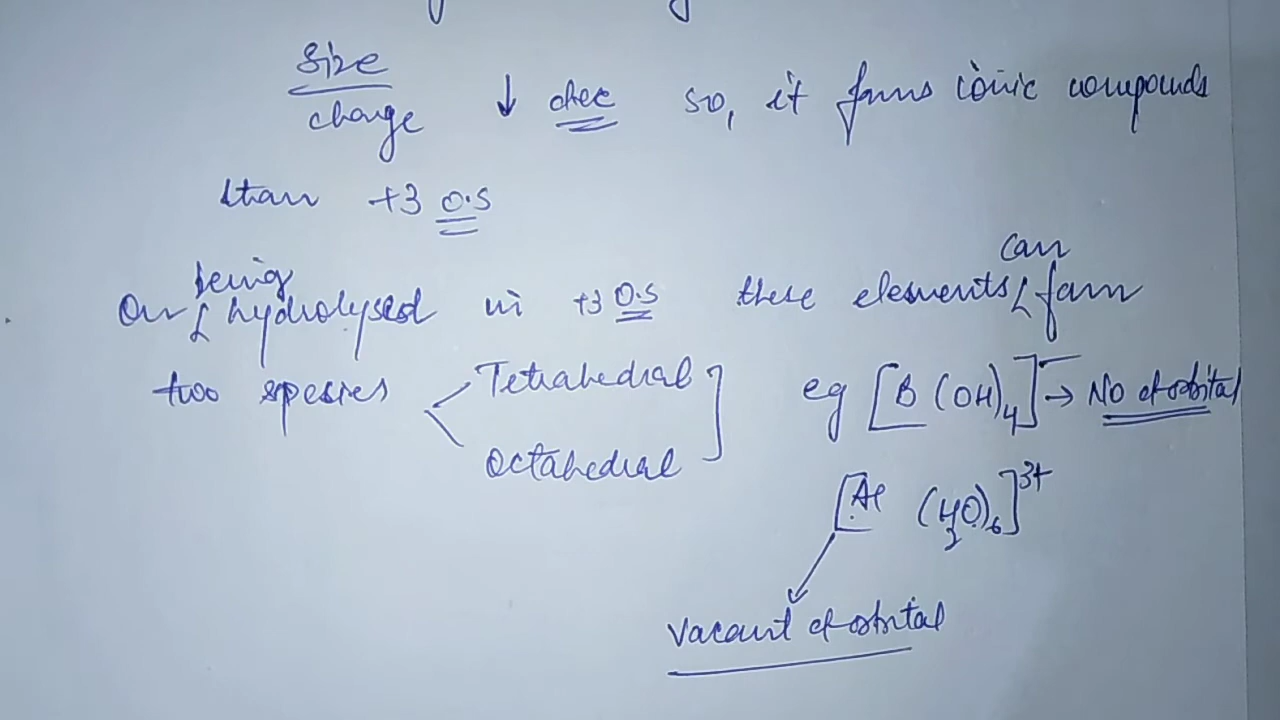 size
charge ↓ dec so, it forms ionic compounds
than +3 O.S
being can
On hydrolysed in +3 O.S these elements form
two species Tetrahedral eg [B(OH)4]⁻ → No d-orbital
Octahedral
[Al (H2O)6]3+
Vacant d-orbital